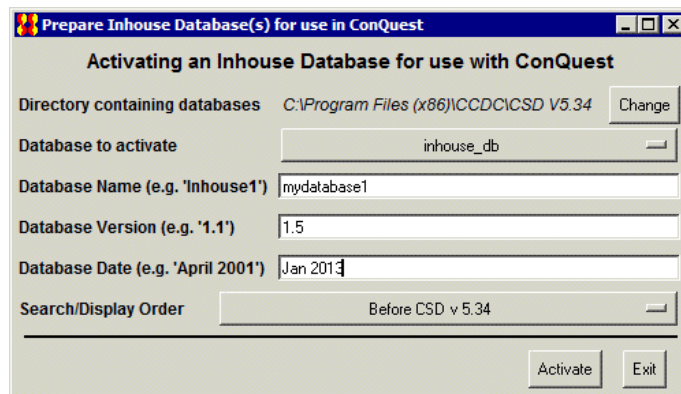 Prepare Inhouse Database(s) for use in ConQuest
Activating an Inhouse Database for use with ConQuest
Directory containing databases C:\Program Files (x86)\CCDC\CSD V5.34 Change
Database to activate inhouse_db
Database Name (e.g. 'Inhouse1') mydatabase1
Database Version (e.g. '1.1') 1.5
Database Date (e.g. 'April 2001') Jan 2013
Search/Display Order Before CSD v 5.34
Activate Exit